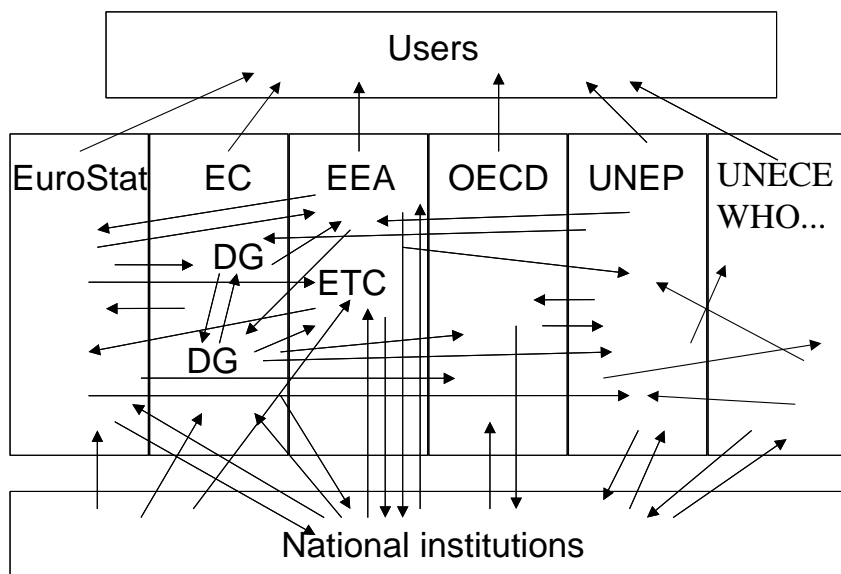 Users
EuroStat
EC
EEA
OECD
UNEP
UNECE
WHO...
DG
ETC
DG
National institutions